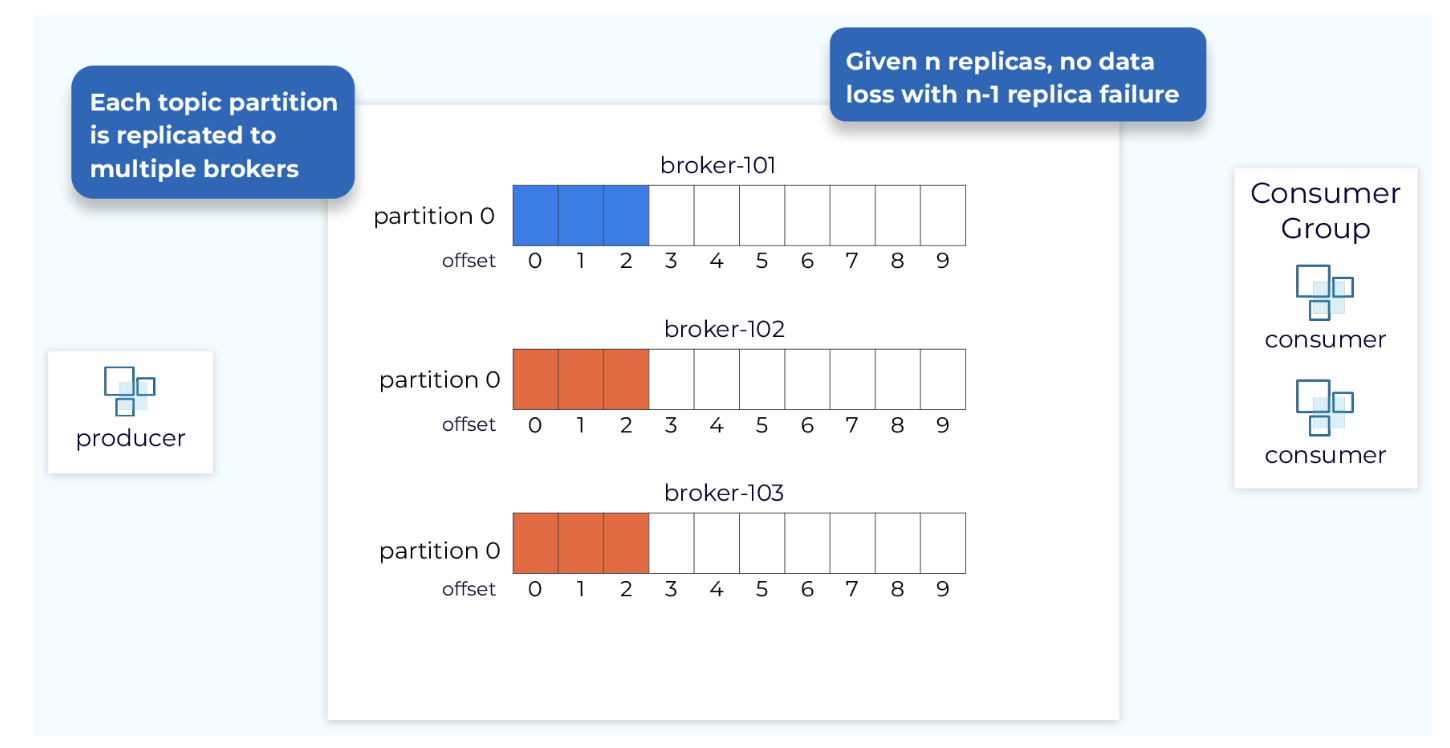 Each topic partition
is replicated to
multiple brokers
Given n replicas, no data
loss with n-1 replica failure
broker-101
partition 0
offset 0 1 2 3 4 5 6 7 8 9
broker-102
partition 0
offset 0 1 2 3 4 5 6 7 8 9
broker-103
partition 0
offset 0 1 2 3 4 5 6 7 8 9
producer
Consumer
Group
consumer
consumer